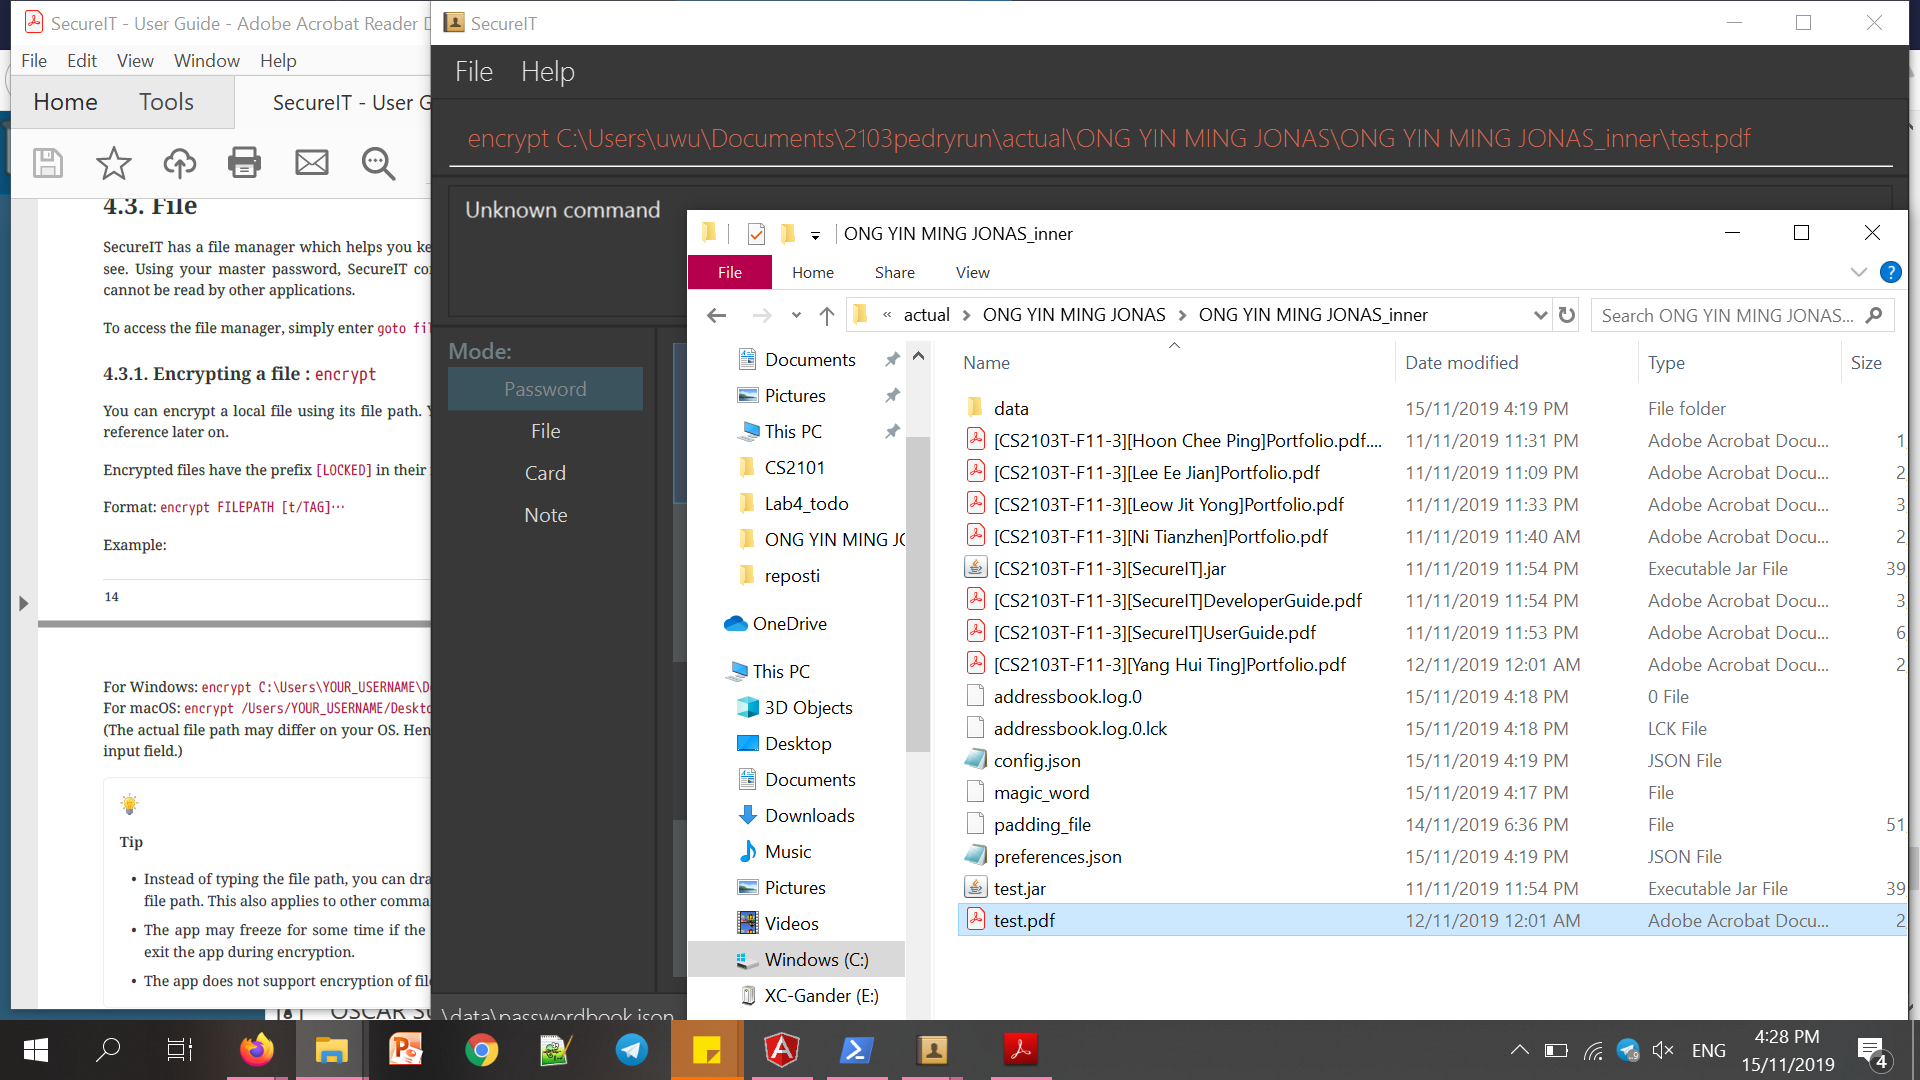 SecureIT - User Guide - Adobe Acrobat Reader
File Edit View Window Help
Home Tools SecureIT - User G
4.3. File
SecureIT has a file manager which helps you
see. Using your master password, SecureIT
cannot be read by other applications.
To access the file manager, simply enter goto
4.3.1. Encrypting a file : encrypt
You can encrypt a local file using its file path.
reference later on.
Encrypted files have the prefix [LOCKED] in their
Format: encrypt FILEPATH [t/TAG]…
Example:
14
For Windows: encrypt C:\Users\YOUR_USERNAME\D
For macOS: encrypt /Users/YOUR_USERNAME/Deskto
(The actual file path may differ on your OS.
input field.)
Tip
• Instead of typing the file path, you can
file path. This also applies to other
• The app may freeze for some time if the
exit the app during encryption.
• The app does not support encryption of
SecureIT
File Help
encrypt C:\Users\uwu\Documents\2103pedryrun\actual\ONG YIN MING JONAS\ONG YIN MING JONAS_inner\test.pdf
Unknown command
Mode:
Password
File
Card
Note
\data\passwordbook.json
ONG YIN MING JONAS_inner
File Home Share View
« actual > ONG YIN MING JONAS > ONG YIN MING JONAS_inner
Search ONG YIN MING JONAS...
Documents
Pictures
This PC
CS2101
Lab4_todo
ONG YIN MING JO
reposti
OneDrive
This PC
3D Objects
Desktop
Documents
Downloads
Music
Pictures
Videos
Windows (C:)
XC-Gander (E:)
Name Date modified Type Size
data 15/11/2019 4:19 PM File folder
[CS2103T-F11-3][Hoon Chee Ping]Portfolio.pdf.... 11/11/2019 11:31 PM Adobe Acrobat Docu... 1
[CS2103T-F11-3][Lee Ee Jian]Portfolio.pdf 11/11/2019 11:09 PM Adobe Acrobat Docu... 2
[CS2103T-F11-3][Leow Jit Yong]Portfolio.pdf 11/11/2019 11:33 PM Adobe Acrobat Docu... 3
[CS2103T-F11-3][Ni Tianzhen]Portfolio.pdf 11/11/2019 11:40 AM Adobe Acrobat Docu... 2
[CS2103T-F11-3][SecureIT].jar 11/11/2019 11:54 PM Executable Jar File 39
[CS2103T-F11-3][SecureIT]DeveloperGuide.pdf 11/11/2019 11:54 PM Adobe Acrobat Docu... 3
[CS2103T-F11-3][SecureIT]UserGuide.pdf 11/11/2019 11:53 PM Adobe Acrobat Docu... 6
[CS2103T-F11-3][Yang Hui Ting]Portfolio.pdf 12/11/2019 12:01 AM Adobe Acrobat Docu... 2
addressbook.log.0 15/11/2019 4:18 PM 0 File
addressbook.log.0.lck 15/11/2019 4:18 PM LCK File
config.json 15/11/2019 4:19 PM JSON File
magic_word 15/11/2019 4:17 PM File
padding_file 14/11/2019 6:36 PM File 51
preferences.json 15/11/2019 4:19 PM JSON File
test.jar 11/11/2019 11:54 PM Executable Jar File 39
test.pdf 12/11/2019 12:01 AM Adobe Acrobat Docu... 2
ENG
4:28 PM
15/11/2019
4